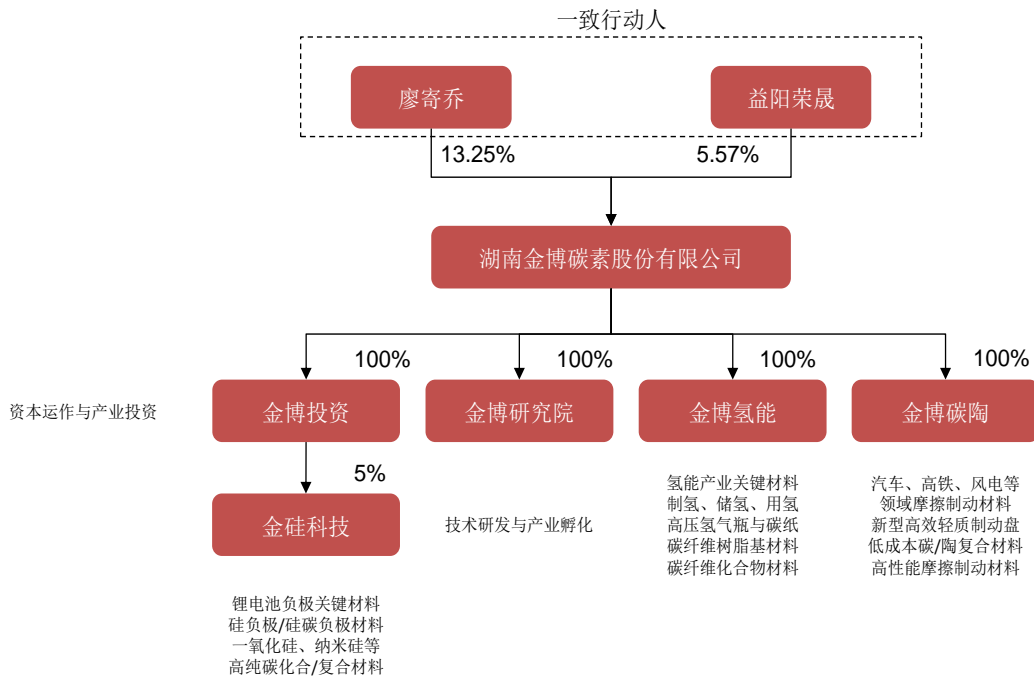 一致行动人
廖寄乔
益阳荣晟
13.25%
5.57%
湖南金博碳素股份有限公司
100%
100%
100%
100%
资本运作与产业投资
金博投资
金博研究院
金博氢能
金博碳陶
5%
金硅科技
技术研发与产业孵化
氢能产业关键材料
制氢、储氢、用氢
高压氢气瓶与碳纸
碳纤维树脂基材料
碳纤维化合物材料
汽车、高铁、风电等
领域摩擦制动材料
新型高效轻质制动盘
低成本碳/陶复合材料
高性能摩擦制动材料
锂电池负极关键材料
硅负极/硅碳负极材料
一氧化硅、纳米硅等
高纯碳化合/复合材料